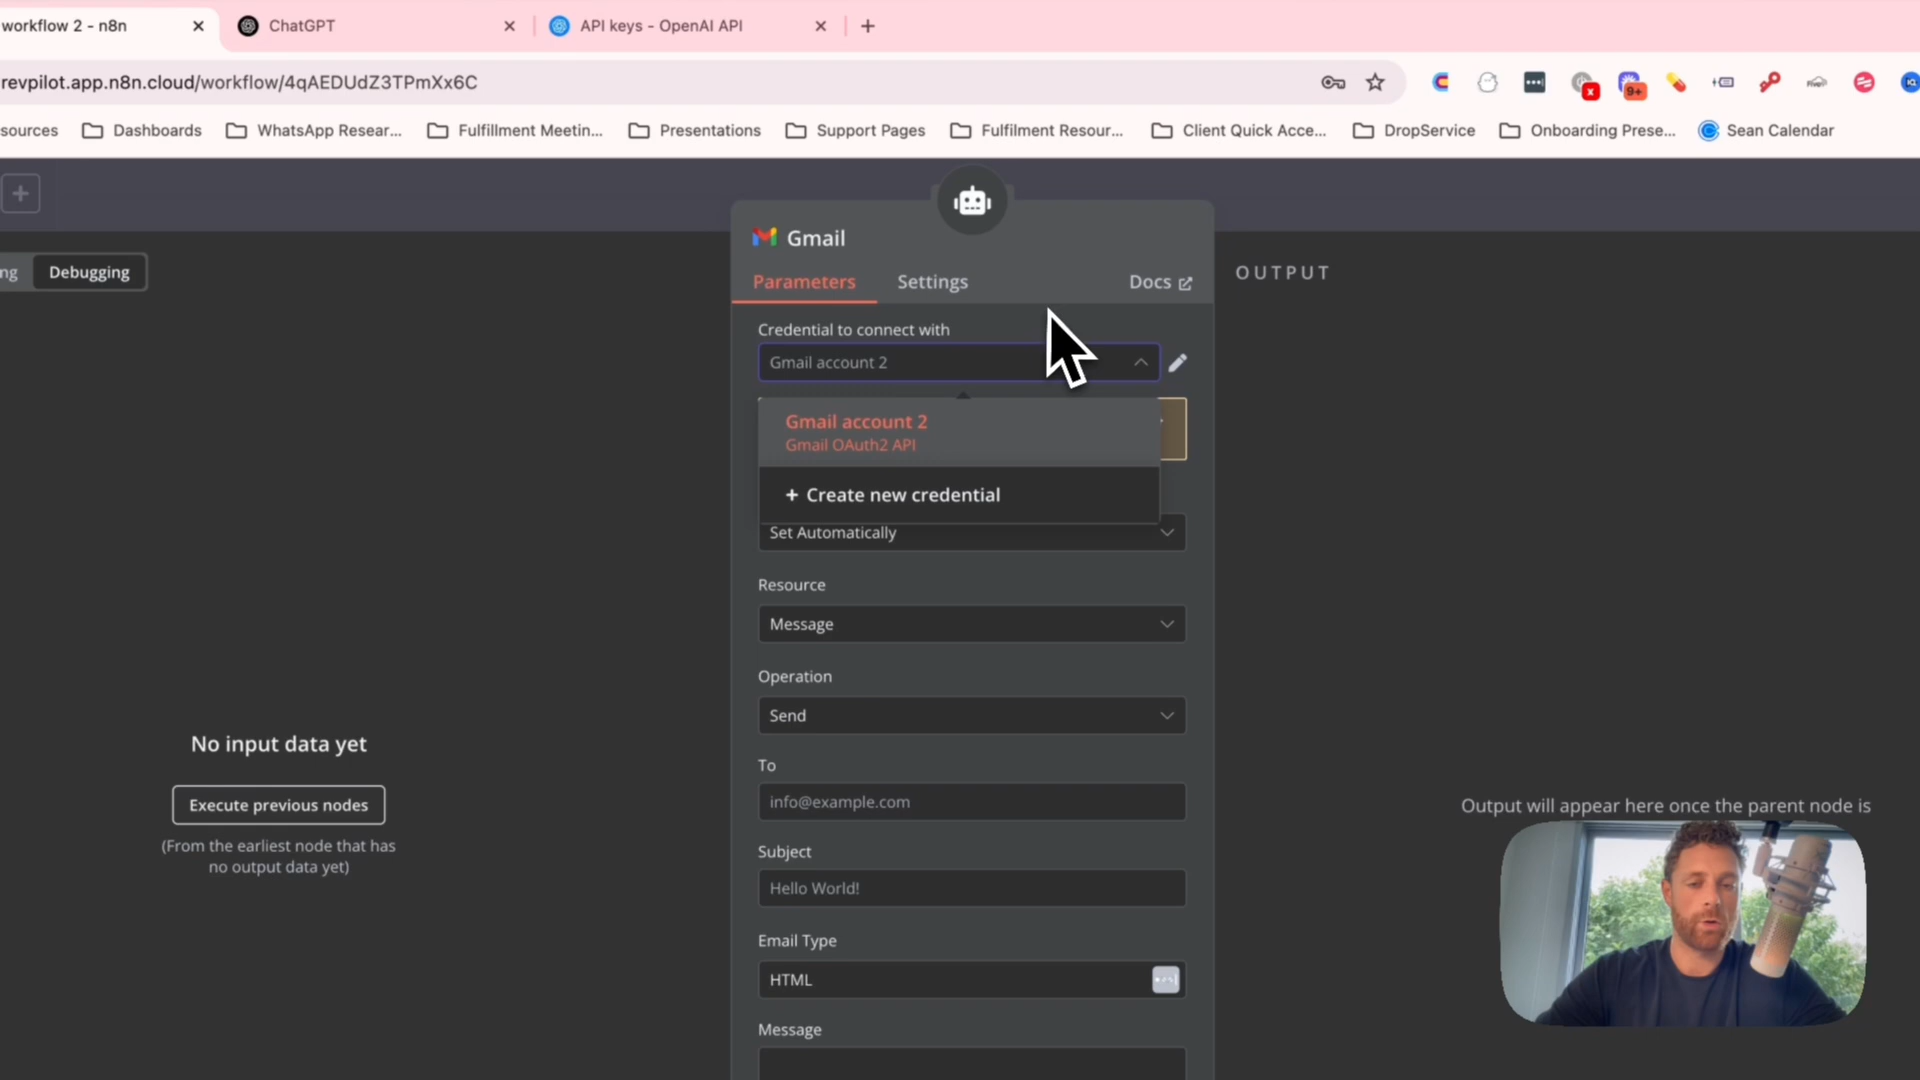 workflow 2 - n8n
ChatGPT
API keys - OpenAI API
revpilot.app.n8n.cloud/workflow/4qAEDUdZ3TPmXx6C
9+
sources
Dashboards
WhatsApp Resear...
Fulfillment Meetin...
Presentations
Support Pages
Fulfilment Resour...
Client Quick Acce...
DropService
Onboarding Prese...
Sean Calendar
Gmail
ng
Debugging
Parameters
Settings
Docs
OUTPUT
Credential to connect with
Gmail account 2
Gmail account 2
Gmail OAuth2 API
+ Create new credential
Set Automatically
Resource
Message
Operation
Send
No input data yet
To
Execute previous nodes
info@example.com
Output will appear here once the parent node is
(From the earliest node that has
no output data yet)
Subject
Hello World!
Email Type
HTML
Message